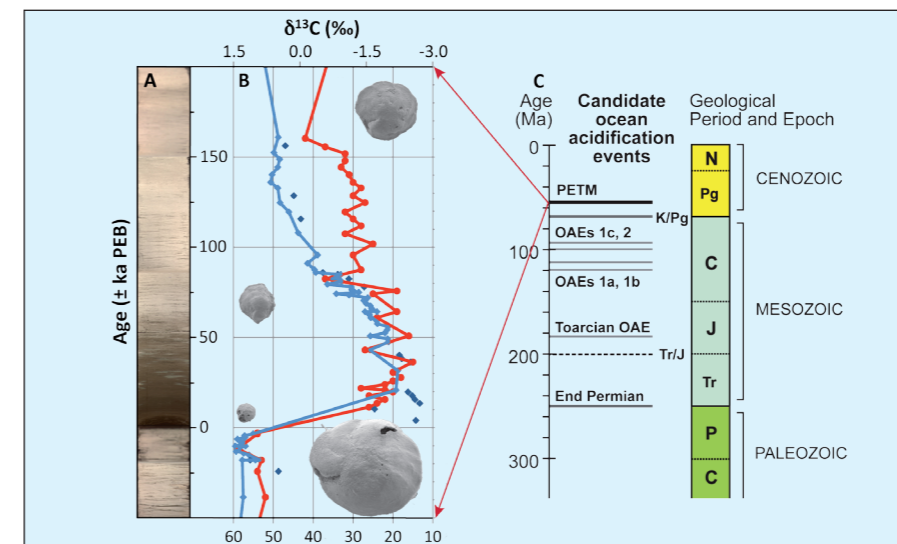 δ¹³C (‰)
1.5 0.0 -1.5 -3.0
A B C
Age (± ka PEB)
150
100
50
0
60 50 40 30 20 10
Age
(Ma)
Candidate
ocean
acidification
events
Geological
Period and Epoch
0
100
200
300
PETM
K/Pg
OAEs 1c, 2
OAEs 1a, 1b
Toarcian OAE
Tr/J
End Permian
N
Pg
C
J
Tr
P
C
CENOZOIC
MESOZOIC
PALEOZOIC